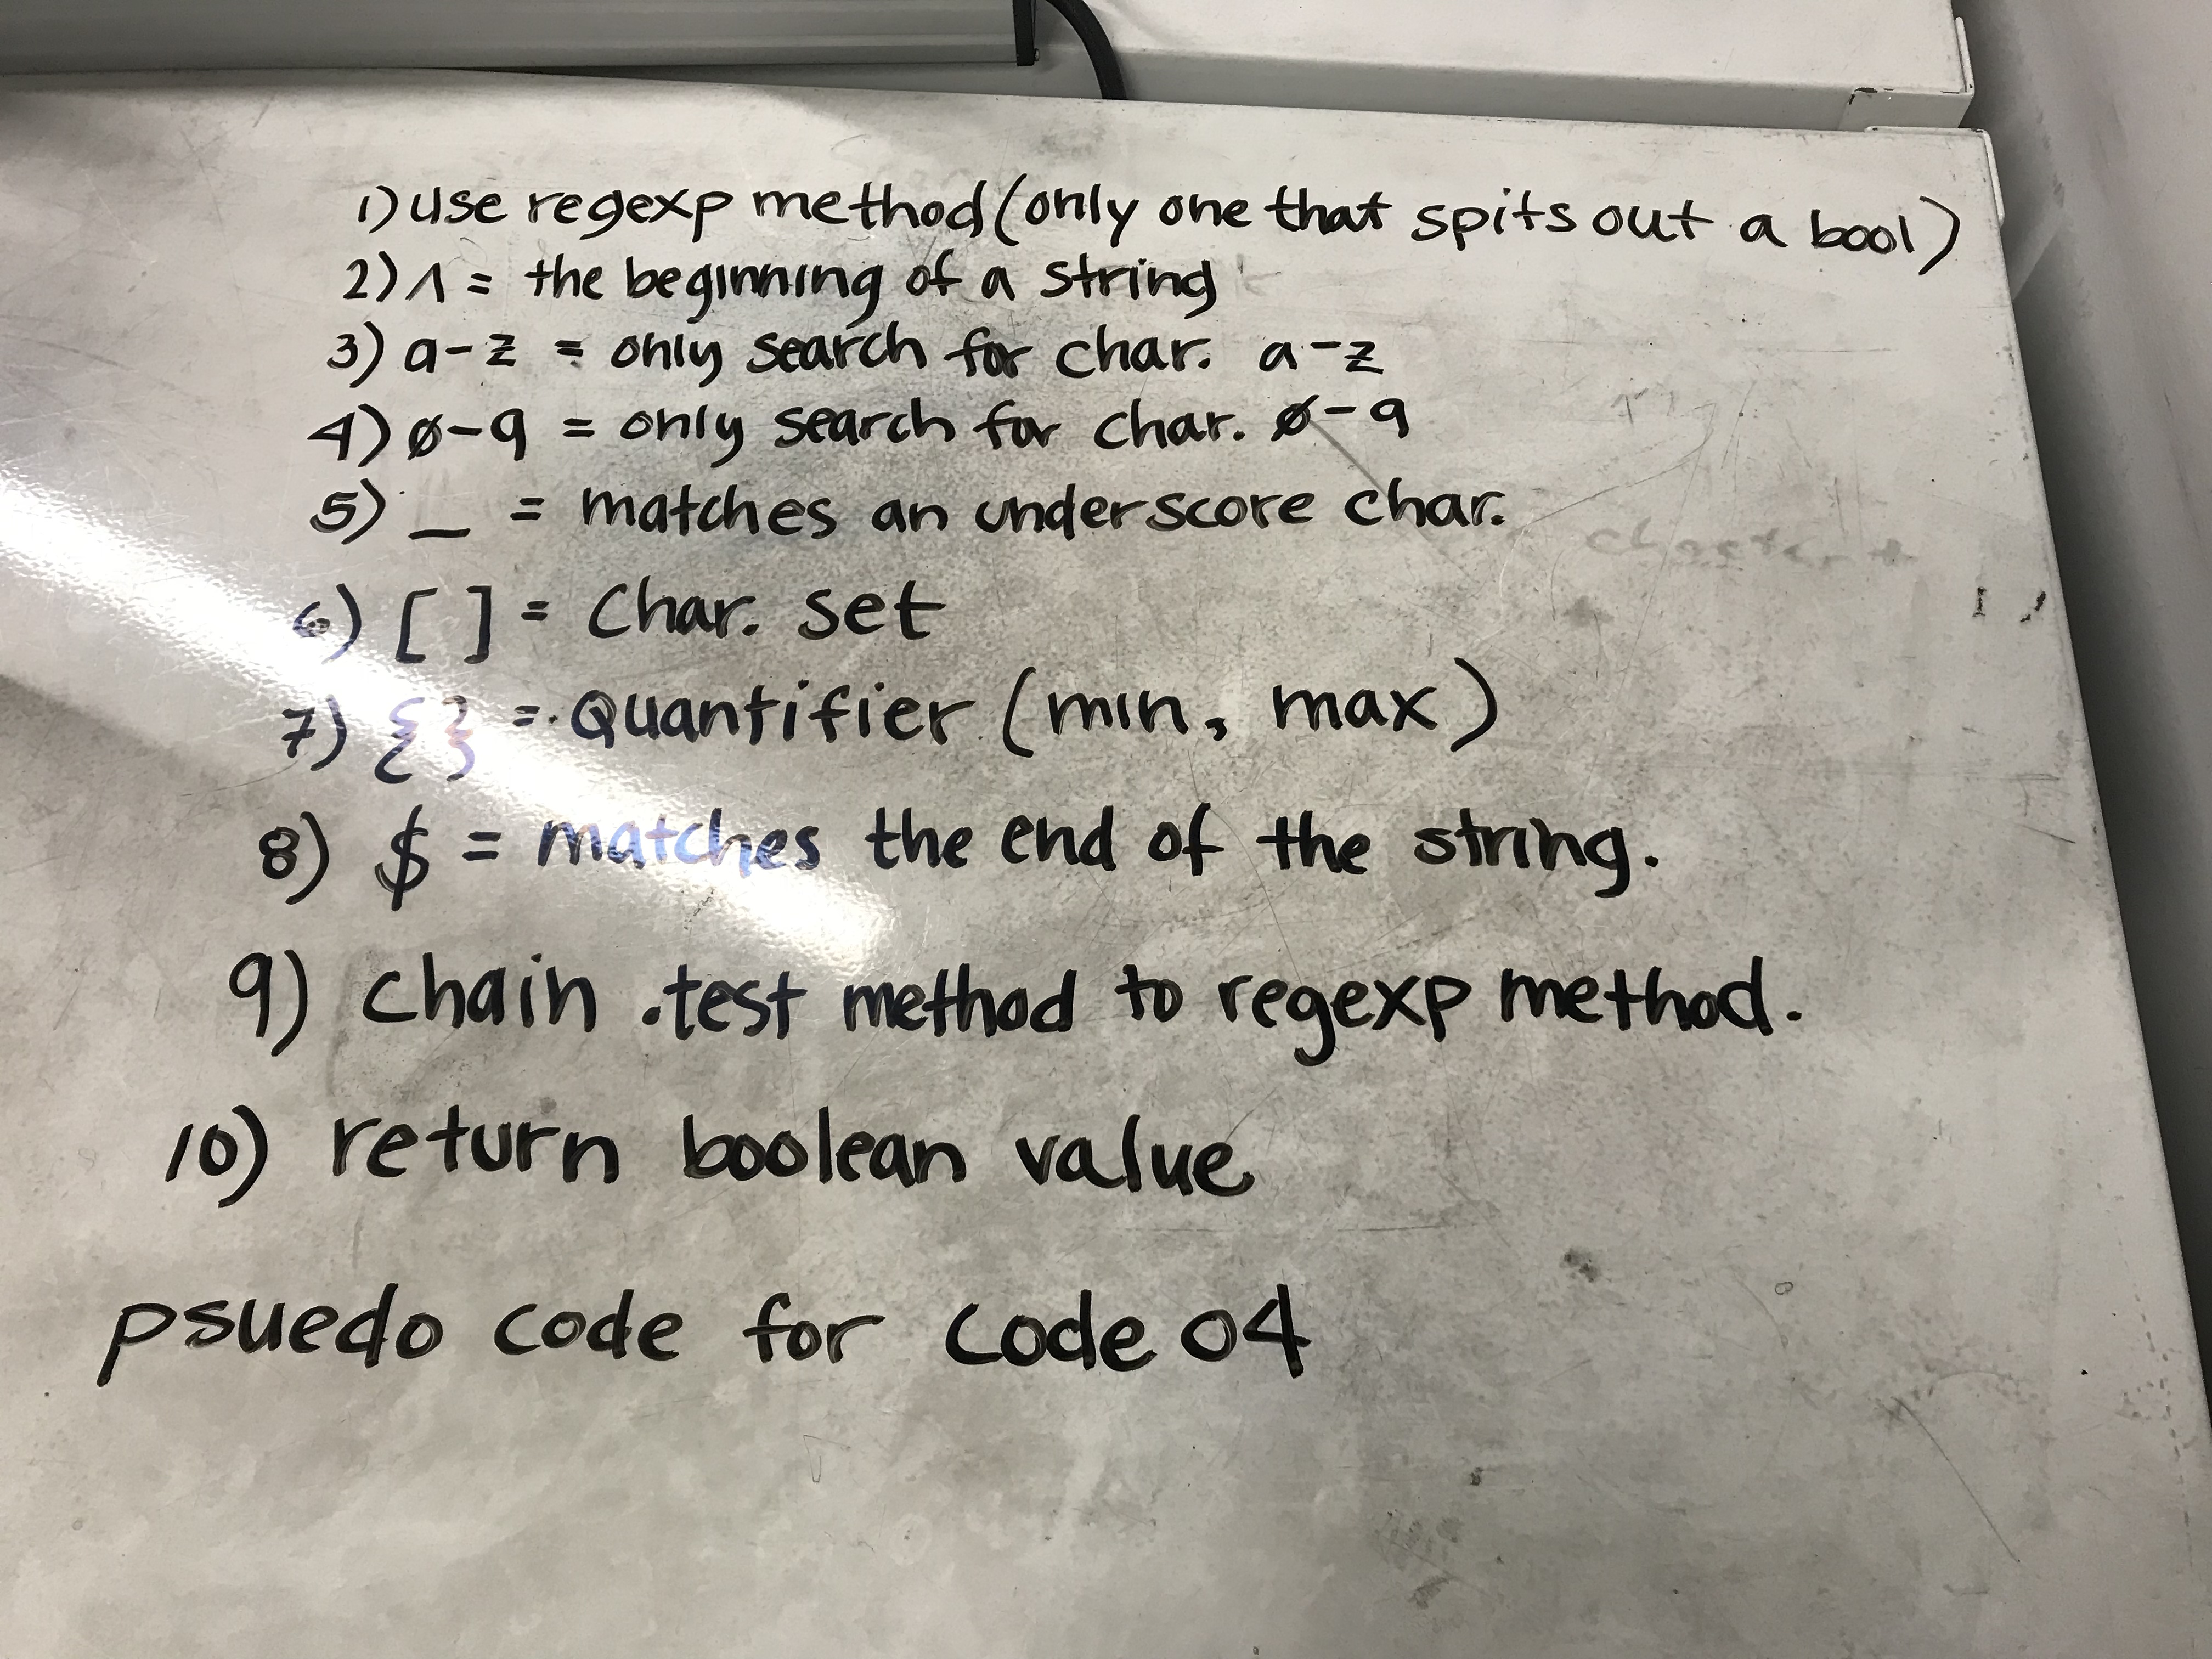 1) use regexp method (only one that spits out a bool)
2) ^ = the beginning of a string
3) a-z = only search for char. a-z
4) ø-9 = only search for char. ø-9
5) _ = matches an underscore char.
6) [ ] = Char. set
7) { } = Quantifier (min, max)
8) $ = matches the end of the string.
9) chain .test method to regexp method.
10) return boolean value
psuedo code for code 04